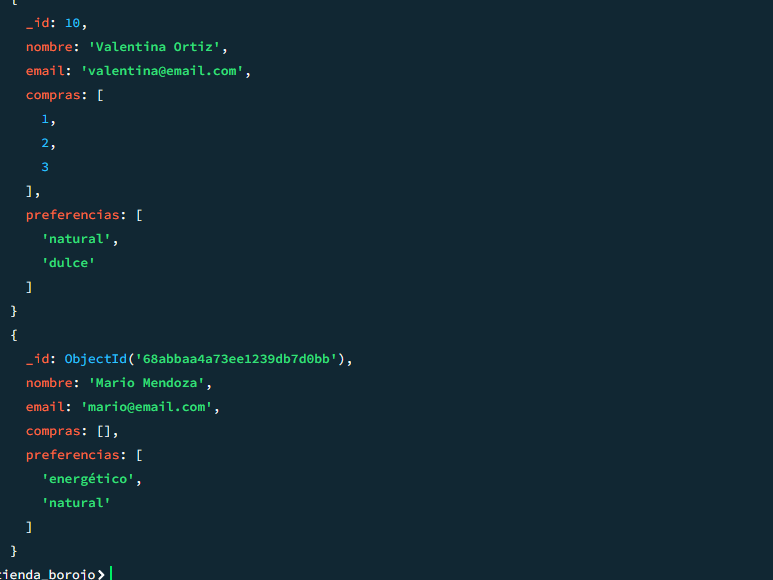 {
_id: 10,
nombre: 'Valentina Ortiz',
email: 'valentina@email.com',
compras: [
1,
2,
3
],
preferencias: [
'natural',
'dulce'
]
}
{
_id: ObjectId('68abbaa4a73ee1239db7d0bb'),
nombre: 'Mario Mendoza',
email: 'mario@email.com',
compras: [],
preferencias: [
'energético',
'natural'
]
}
tienda_borojo>